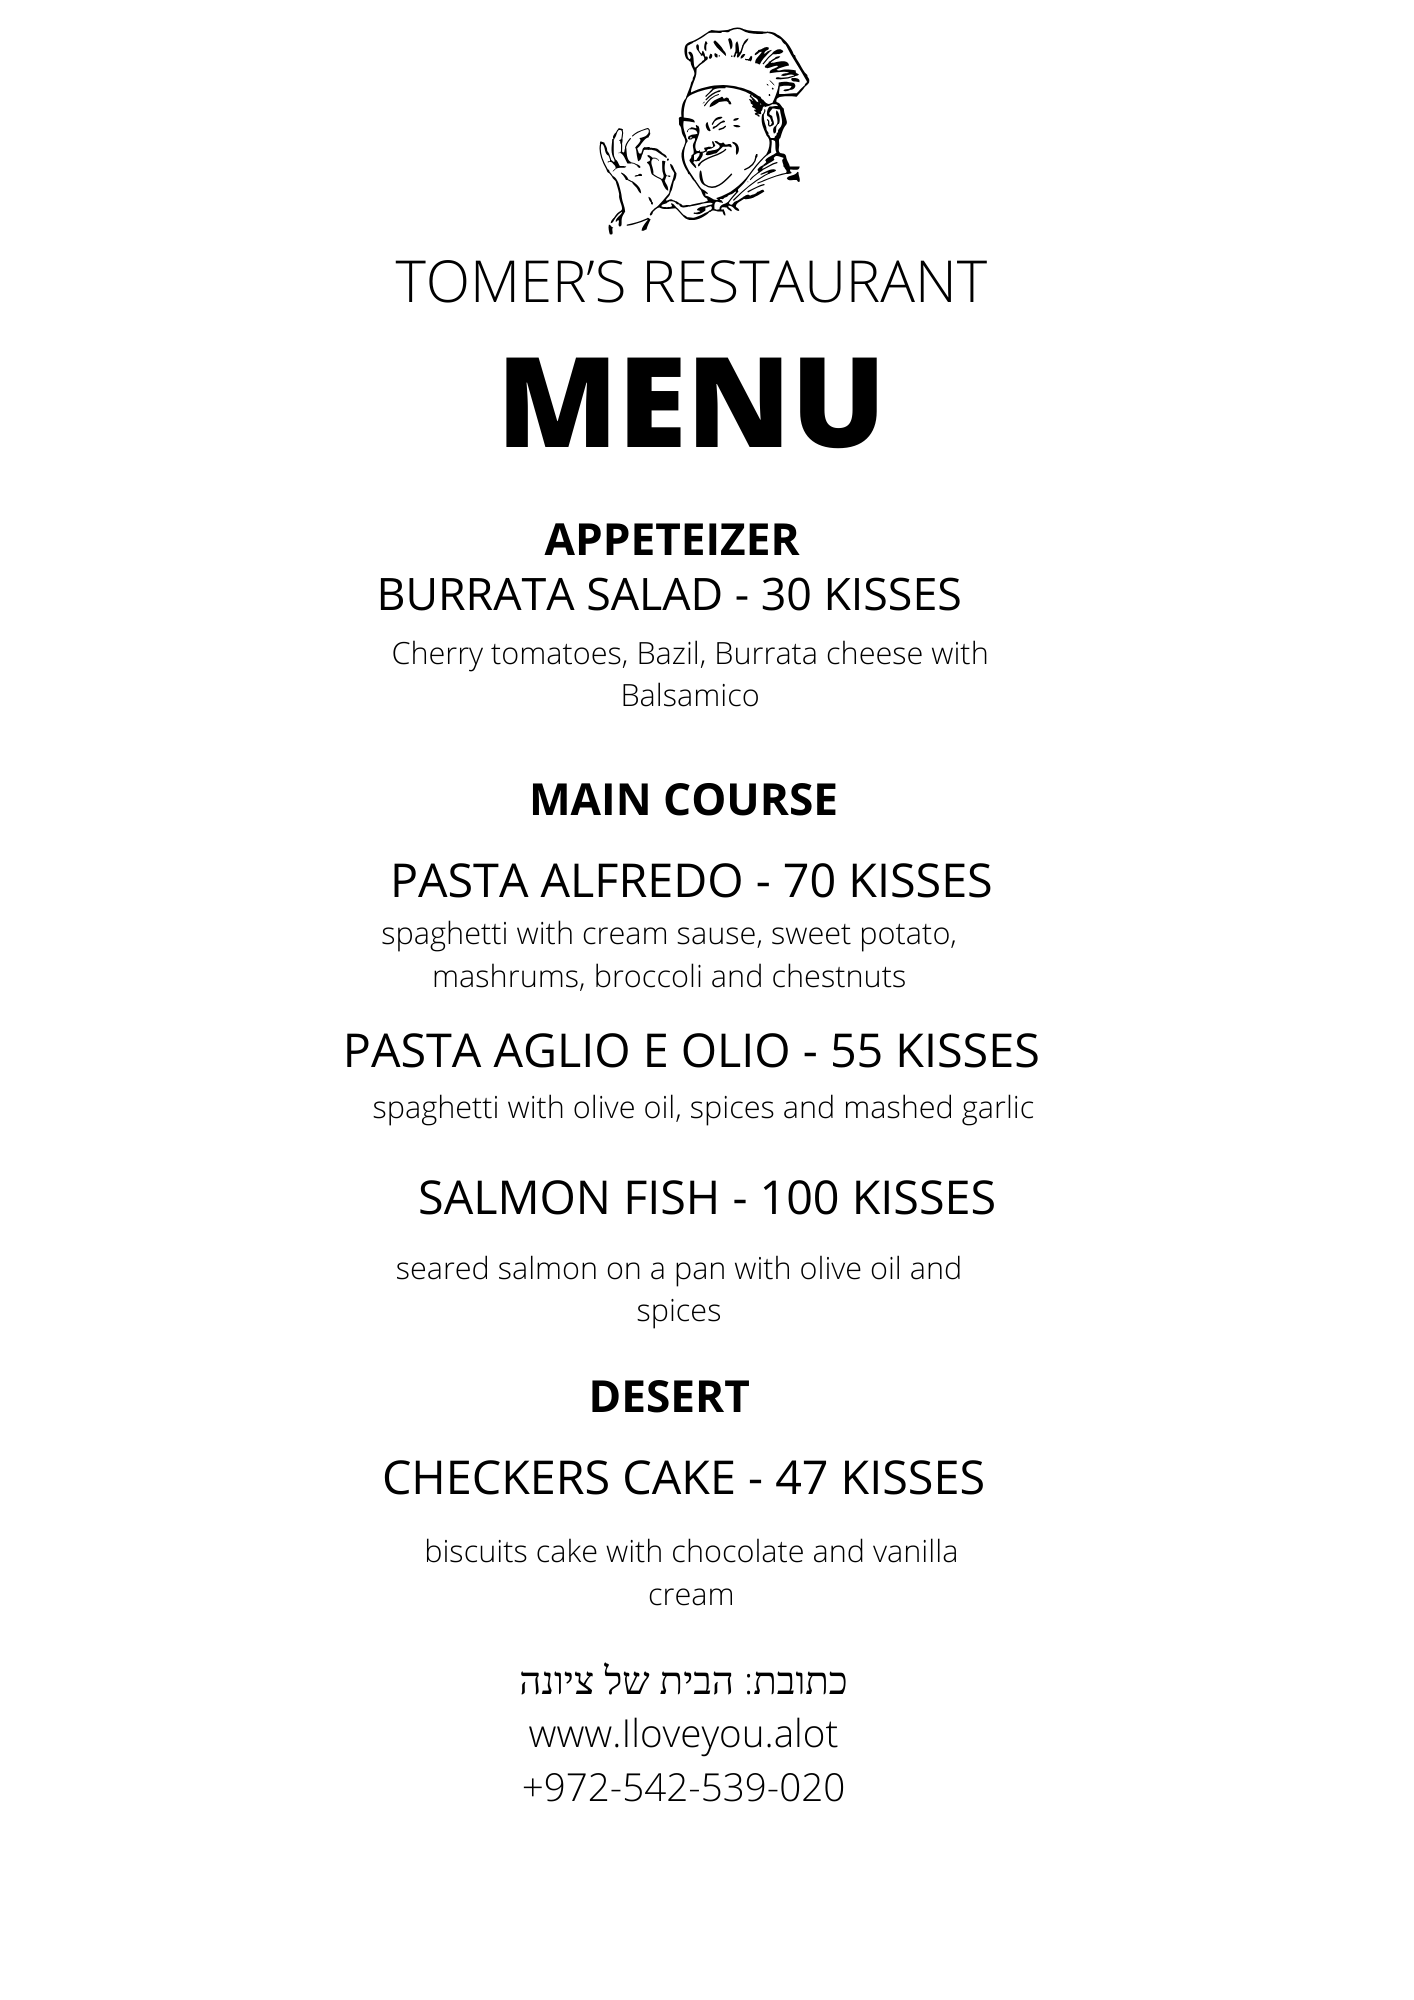 TOMER’S RESTAURANT
MENU
APPETEIZER
BURRATA SALAD - 30 KISSES
Cherry tomatoes, Bazil, Burrata cheese with
Balsamico
MAIN COURSE
PASTA ALFREDO - 70 KISSES
spaghetti with cream sause, sweet potato,
mashrums, broccoli and chestnuts
PASTA AGLIO E OLIO - 55 KISSES
spaghetti with olive oil, spices and mashed garlic
SALMON FISH - 100 KISSES
seared salmon on a pan with olive oil and
spices
DESERT
CHECKERS CAKE - 47 KISSES
biscuits cake with chocolate and vanilla
cream
כתובת: הבית של ציונה
www.Iloveyou.alot
+972-542-539-020